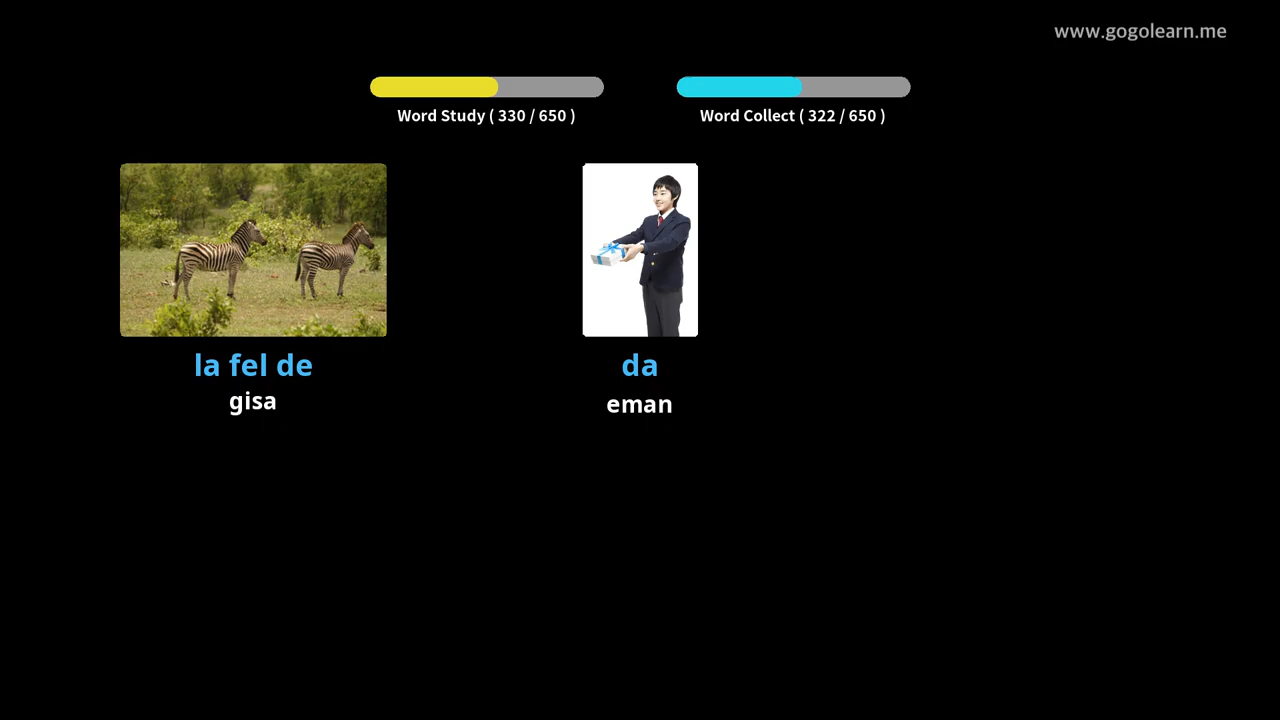 www.gogolearn.me
Word Study ( 330 / 650 )
Word Collect ( 322 / 650 )
la fel de
gisa
da
eman